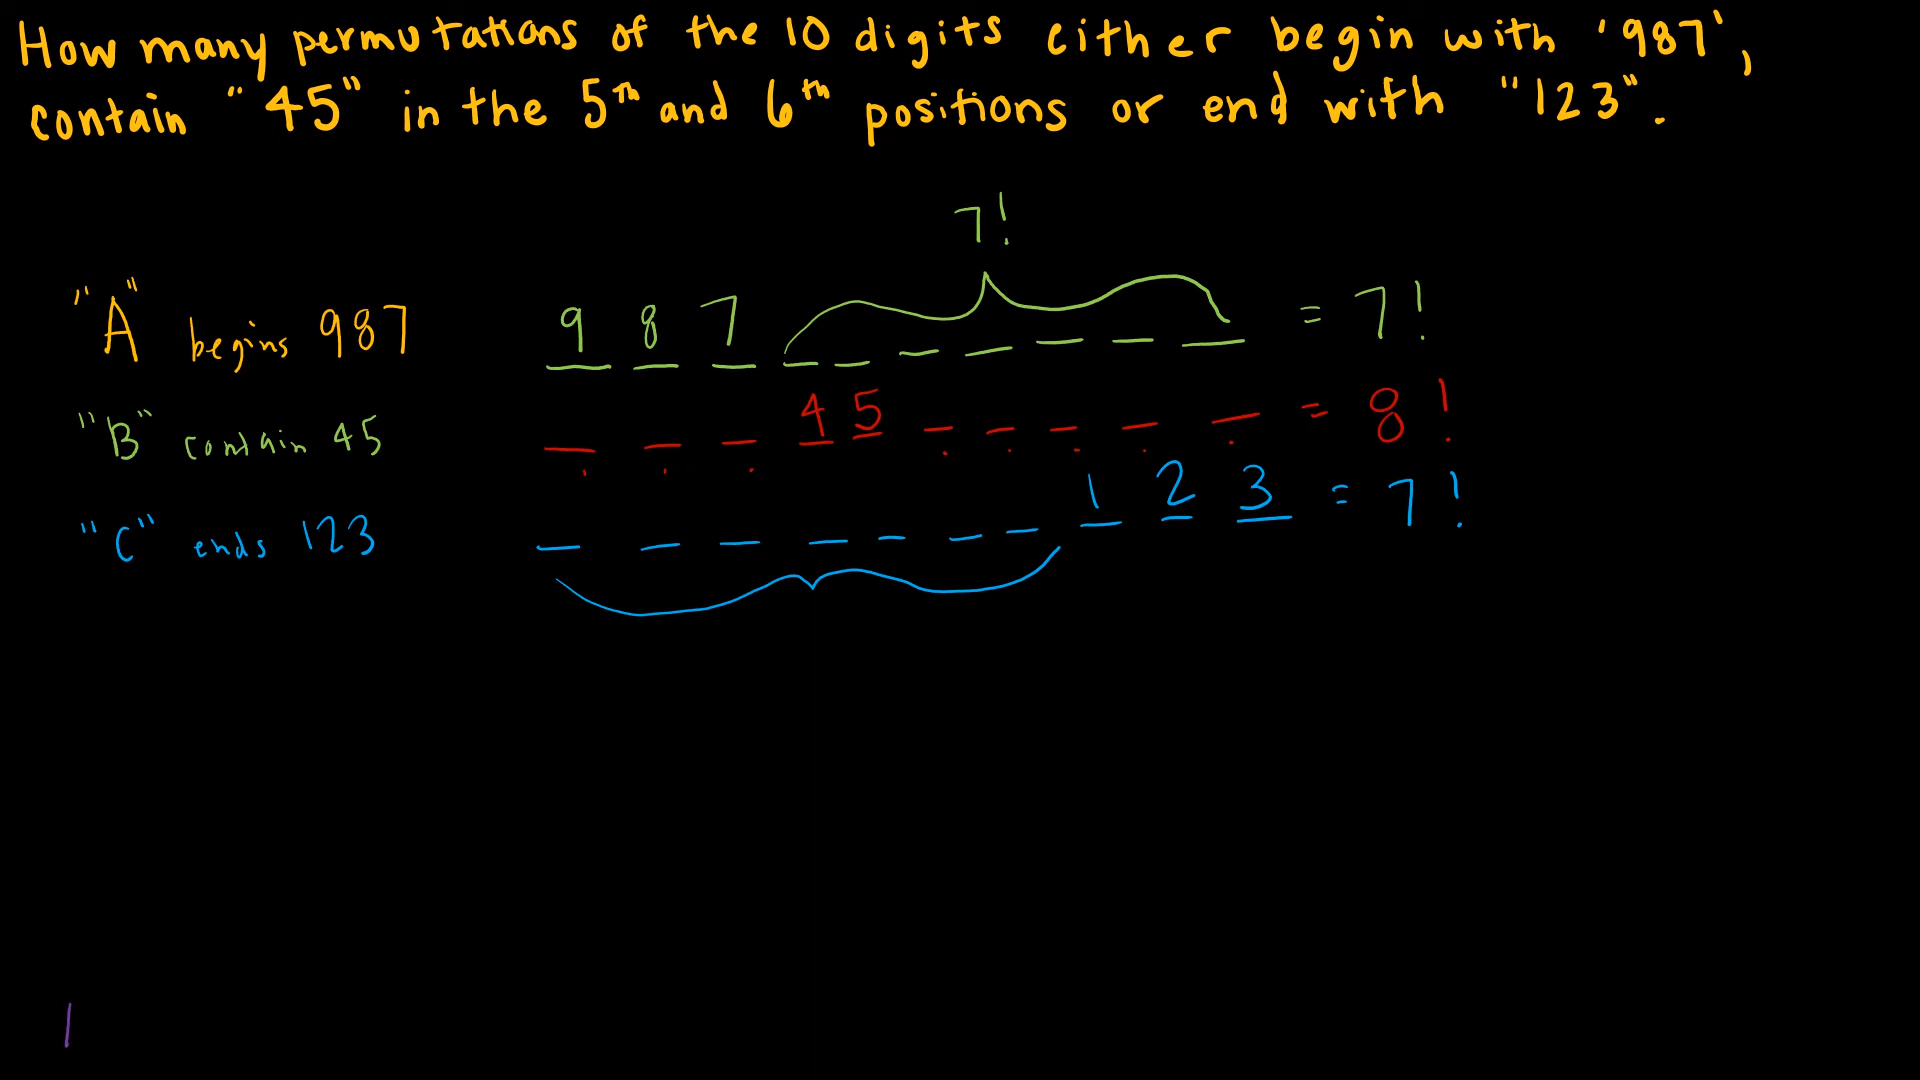 How many permutations of the 10 digits either begin with '987',
contain "45" in the 5th and 6th positions or end with "123".
7!
"A" begins 987 9 8 7 _ _ _ _ _ _ _ = 7!
"B" contain 45 _ _ _ 4 5 _ _ _ _ _ = 8!
"C" ends 123 _ _ _ _ _ _ _ 1 2 3 = 7!